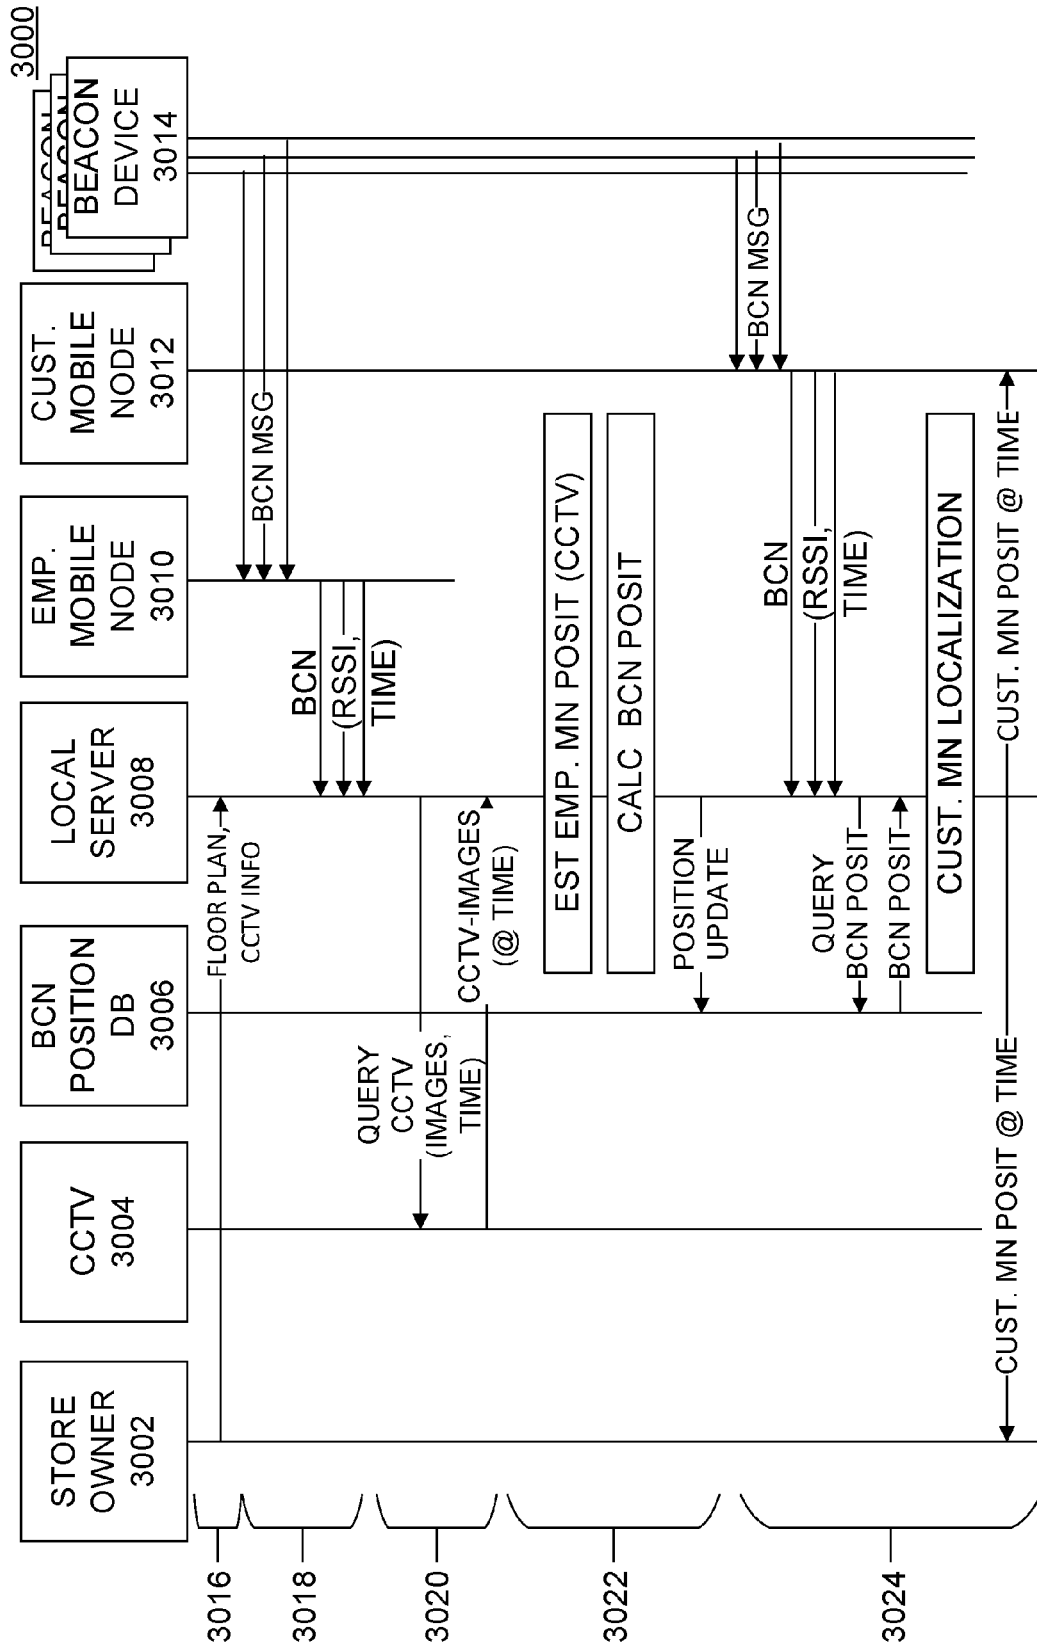 3000
STORE
OWNER
3002
CCTV
3004
BCN
POSITION
DB
3006
LOCAL
SERVER
3008
EMP.
MOBILE
NODE
3010
CUST.
MOBILE
NODE
3012
BEACON
BEACON
BEACON
DEVICE
3014
3016
FLOOR PLAN,
CCTV INFO
3018
BCN MSG
BCN
(RSSI,
TIME)
3020
QUERY
CCTV
(IMAGES,
TIME)
CCTV-IMAGES
(@ TIME)
3022
EST EMP. MN POSIT (CCTV)
CALC BCN POSIT
POSITION
UPDATE
3024
BCN MSG
BCN
(RSSI,
TIME)
QUERY
BCN POSIT
BCN POSIT
CUST. MN LOCALIZATION
CUST. MN POSIT @ TIME
CUST. MN POSIT @ TIME